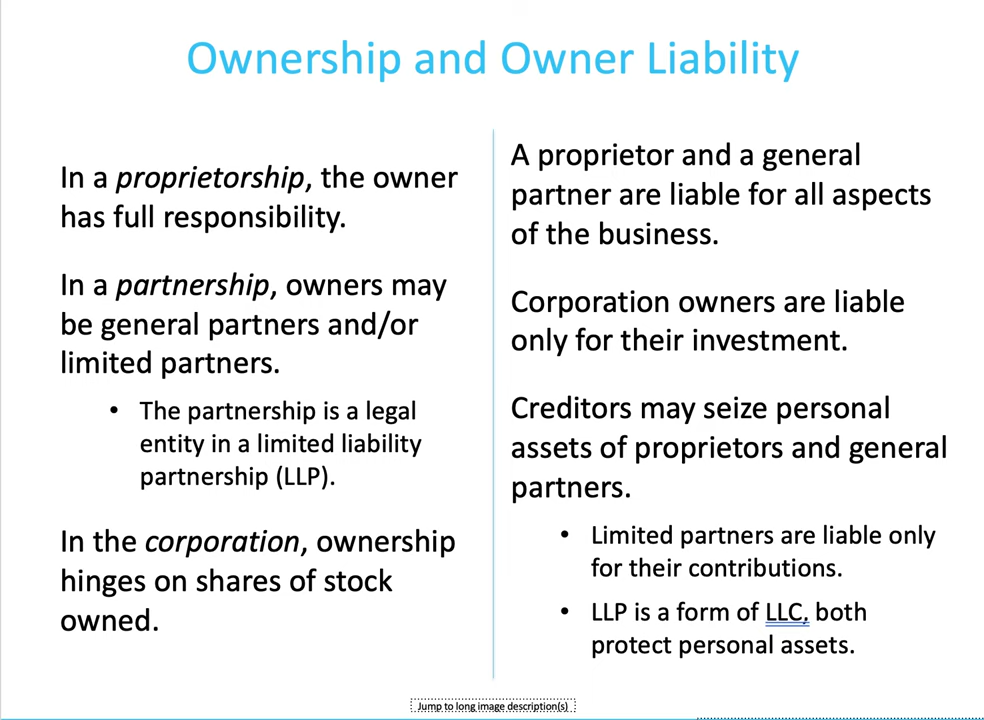 Ownership and Owner Liability
In a proprietorship, the owner
has full responsibility.
In a partnership, owners may
be general partners and/or
limited partners.
• The partnership is a legal
entity in a limited liability
partnership (LLP).
In the corporation, ownership
hinges on shares of stock
owned.
A proprietor and a general
partner are liable for all aspects
of the business.
Corporation owners are liable
only for their investment.
Creditors may seize personal
assets of proprietors and general
partners.
• Limited partners are liable only
for their contributions.
• LLP is a form of LLC, both
protect personal assets.
Jump to long image description(s)